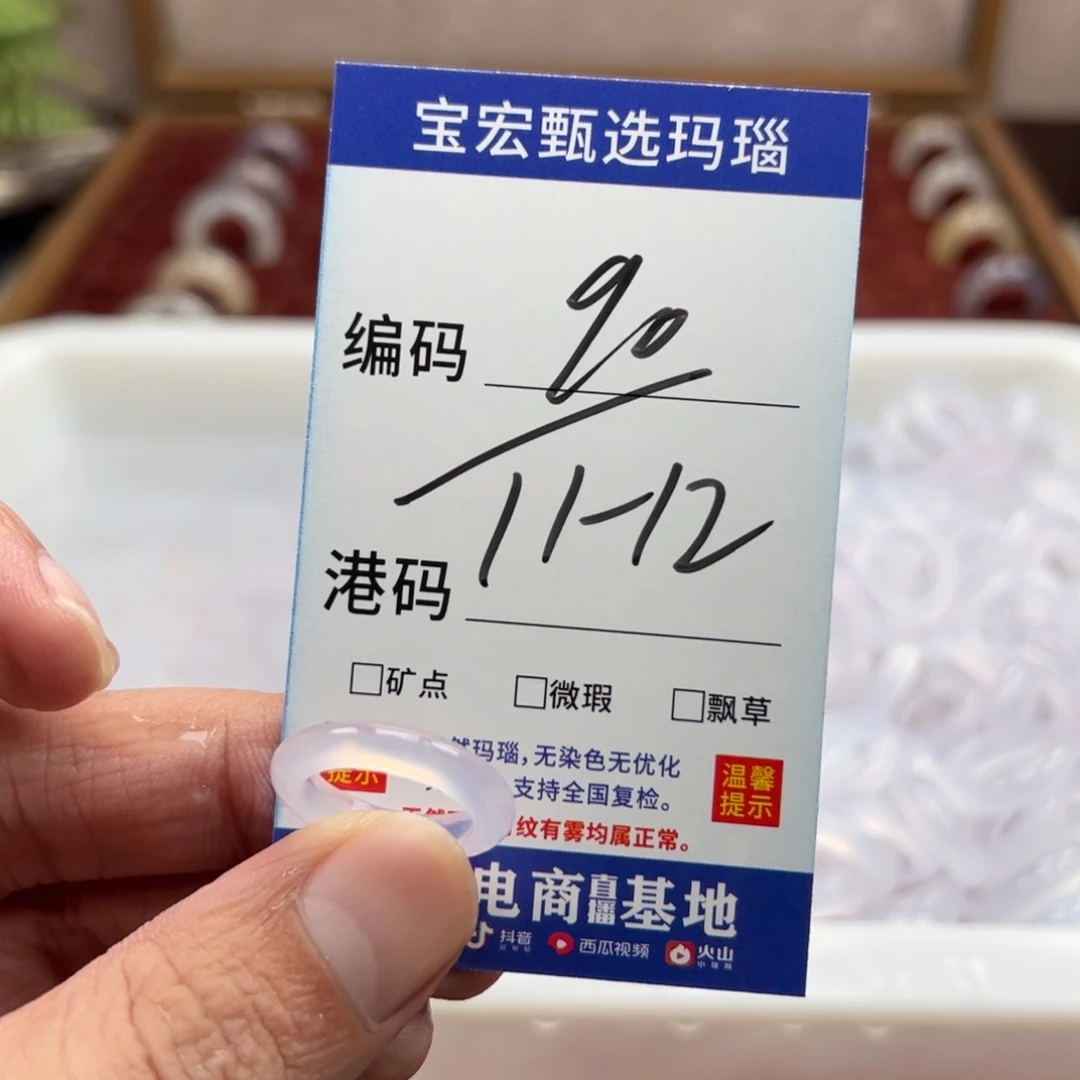 宝宏甄选玛瑙
编码 90
港码 11-12
□矿点 □微瑕 □飘草
然玛瑙,无染色无优化
支持全国复检。
提示
温馨提示
纹有雾均属正常。
电商直播基地
抖音 西瓜视频 火山